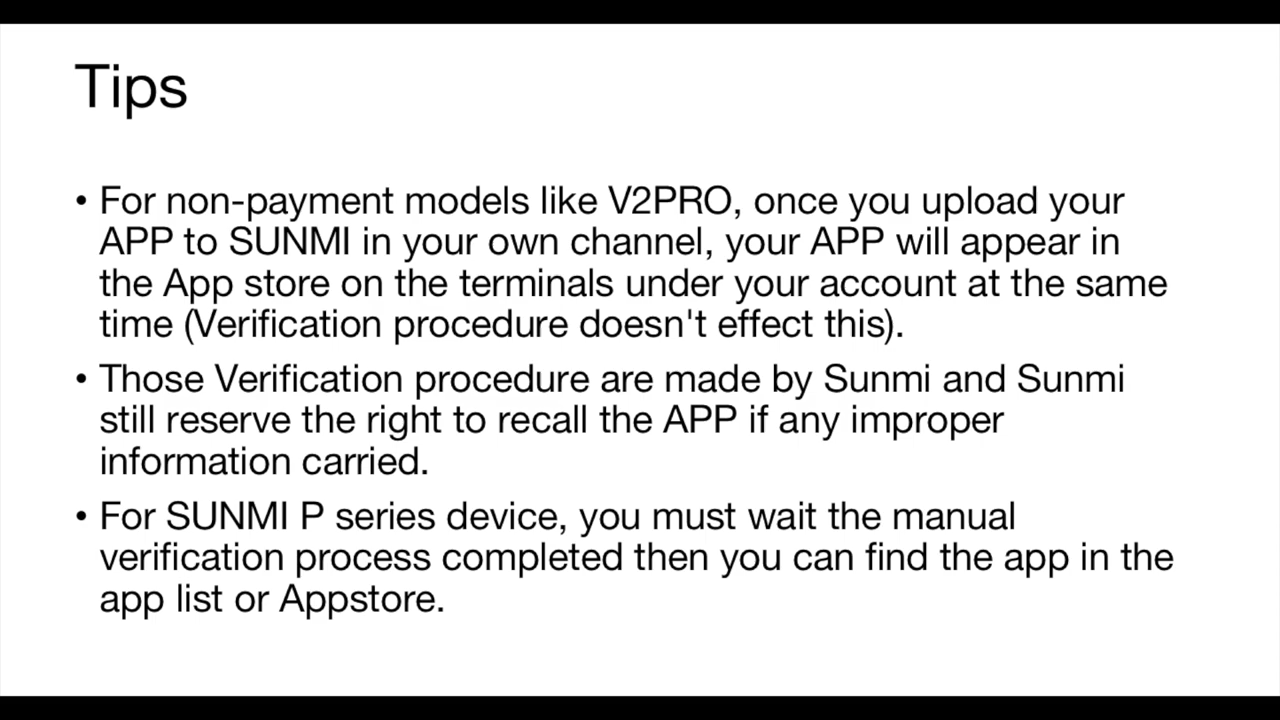 Tips
• For non-payment models like V2PRO, once you upload your
APP to SUNMI in your own channel, your APP will appear in
the App store on the terminals under your account at the same
time (Verification procedure doesn't effect this).
• Those Verification procedure are made by Sunmi and Sunmi
still reserve the right to recall the APP if any improper
information carried.
• For SUNMI P series device, you must wait the manual
verification process completed then you can find the app in the
app list or Appstore.